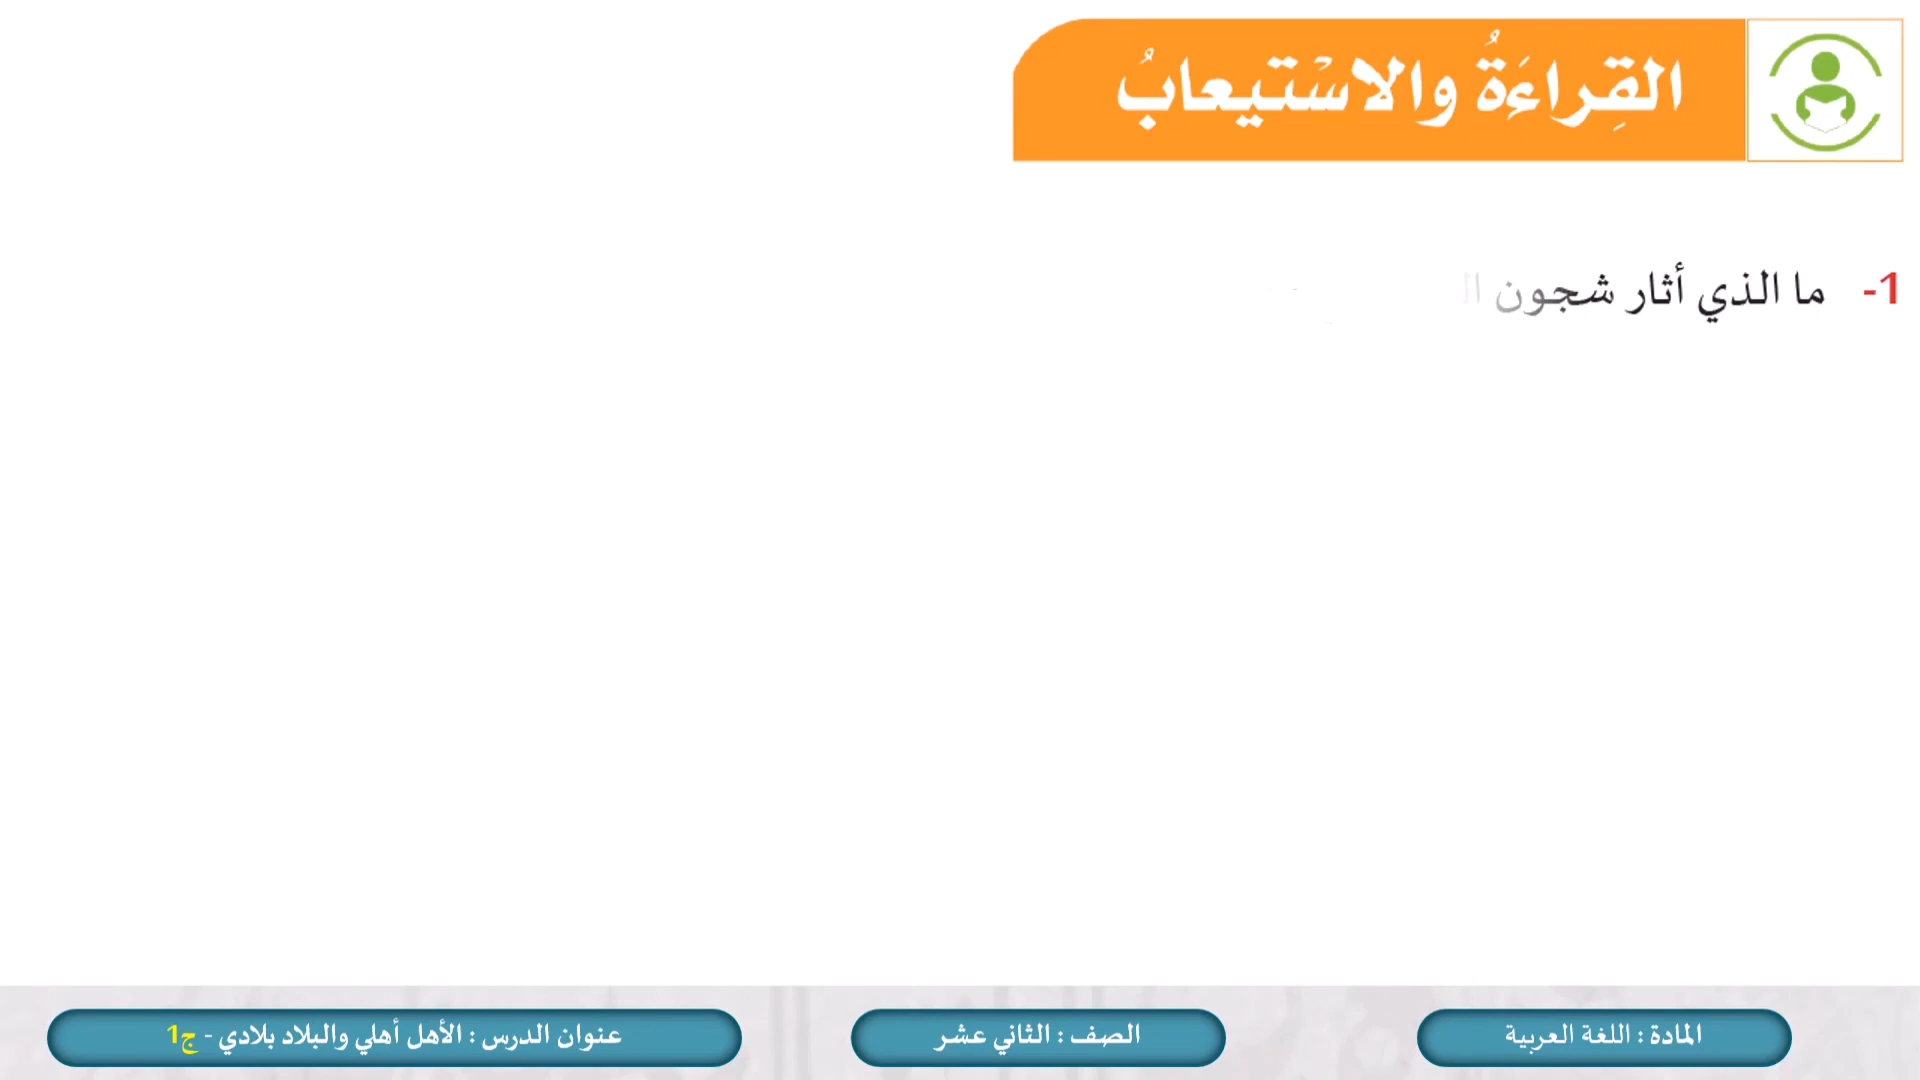 القِراءَةُ والاسْتيعابُ
1- ما الذي أثار شجون
المادة : اللغة العربية
الصف : الثاني عشر
عنوان الدرس : الأهل أهلي والبلاد بلادي - ج1